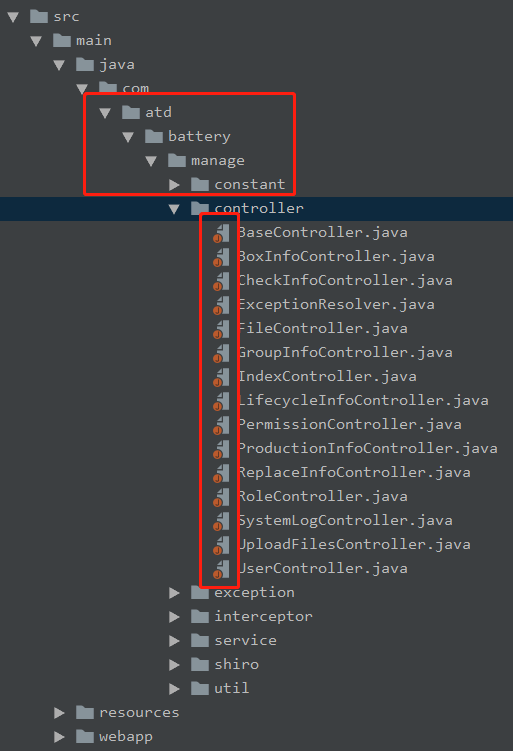 src
main
java
com
atd
battery
manage
constant
controller
BaseController.java
BoxInfoController.java
CheckInfoController.java
ExceptionResolver.java
FileController.java
GroupInfoController.java
IndexController.java
LifecycleInfoController.java
PermissionController.java
ProductionInfoController.java
ReplaceInfoController.java
RoleController.java
SystemLogController.java
UploadFilesController.java
UserController.java
exception
interceptor
service
shiro
util
resources
webapp